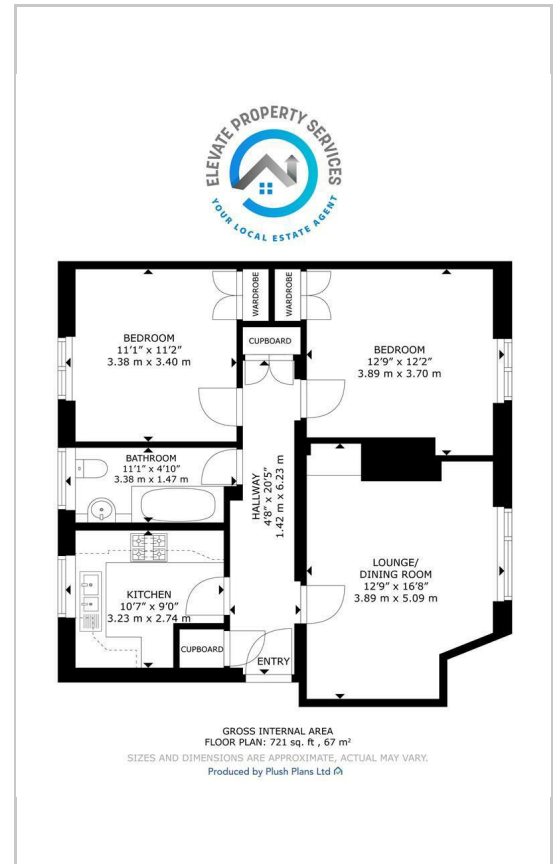 ELEVATE PROPERTY SERVICES
YOUR LOCAL ESTATE AGENT
WARDROBE
WARDROBE
BEDROOM
11'1" x 11'2"
3.38 m x 3.40 m
CUPBOARD
BEDROOM
12'9" x 12'2"
3.89 m x 3.70 m
BATHROOM
11'1" x 4'10"
3.38 m x 1.47 m
HALLWAY
4'8" x 20'5"
1.42 m x 6.23 m
KITCHEN
10'7" x 9'0"
3.23 m x 2.74 m
LOUNGE/
DINING ROOM
12'9" x 16'8"
3.89 m x 5.09 m
CUPBOARD
ENTRY
GROSS INTERNAL AREA
FLOOR PLAN: 721 sq. ft , 67 m²
SIZES AND DIMENSIONS ARE APPROXIMATE, ACTUAL MAY VARY.
Produced by Plush Plans Ltd